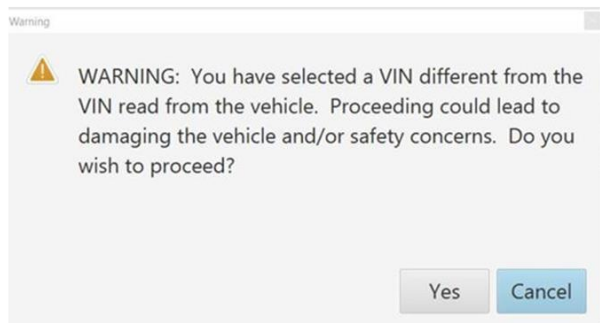 Warning
WARNING:  You have selected a VIN different from the
VIN read from the vehicle.  Proceeding could lead to
damaging the vehicle and/or safety concerns.  Do you
wish to proceed?
Yes
Cancel